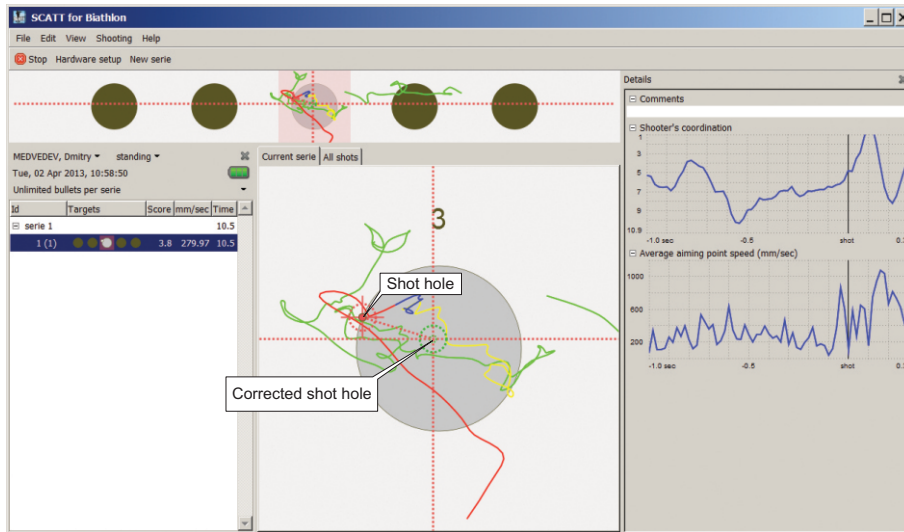 SCATT for Biathlon
File Edit View Shooting Help
Stop Hardware setup New serie
MEDVEDEV, Dmitry standing
Tue, 02 Apr 2013, 10:58:50
Unlimited bullets per serie
Id Targets Score mm/sec Time
serie 1 10.5
1 (1) 3.8 279.97 10.5
Current serie All shots
3
Shot hole
Corrected shot hole
Details
Comments
Shooter's coordination
1
3
5
7
9
10.9
-1.0 sec -0.5 shot 0.
Average aiming point speed (mm/sec)
1000
600
200
-1.0 sec -0.5 shot 0.